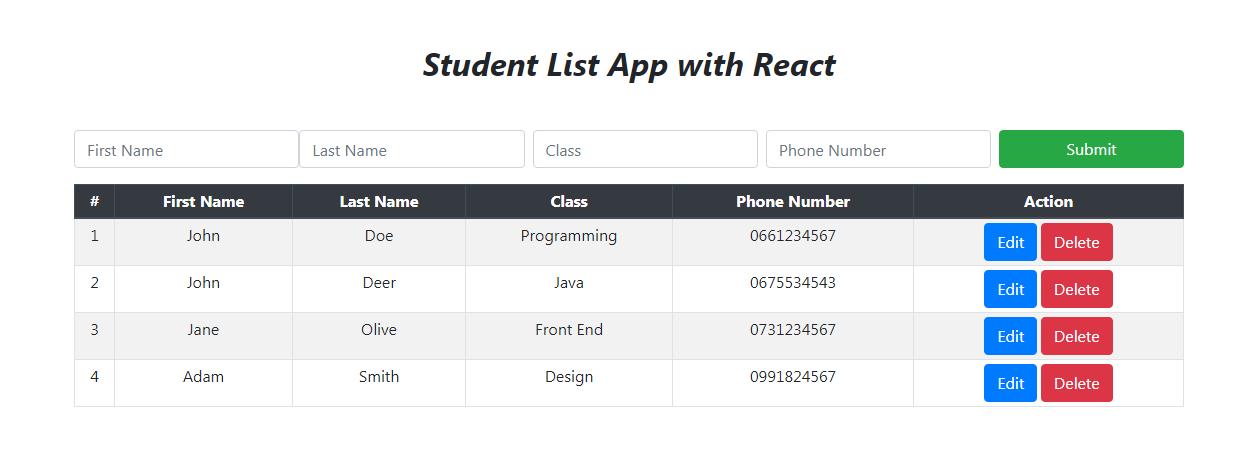 Student List App with React
First Name Last Name Class Phone Number Submit
# First Name Last Name Class Phone Number Action
1 John Doe Programming 0661234567 Edit Delete
2 John Deer Java 0675534543 Edit Delete
3 Jane Olive Front End 0731234567 Edit Delete
4 Adam Smith Design 0991824567 Edit Delete